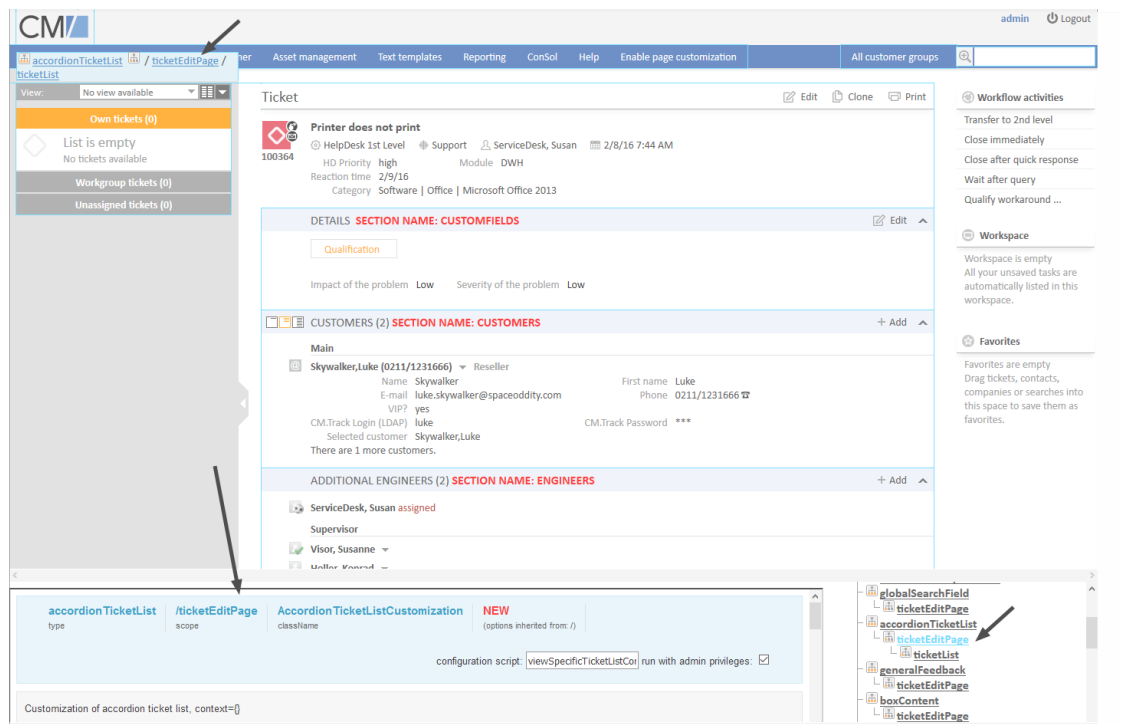 CM/
admin Logout
accordionTicketList / ticketEditPage /
ticketList
ner Asset management Text templates Reporting ConSol Help Enable page customization All customer groups
View: No view available
Own tickets (0)
List is empty
No tickets available
Workgroup tickets (0)
Unassigned tickets (0)
Ticket Edit Clone Print
100364
Printer does not print
HelpDesk 1st Level Support ServiceDesk, Susan 2/8/16 7:44 AM
HD Priority high Module DWH
Reaction time 2/9/16
Category Software | Office | Microsoft Office 2013
DETAILS SECTION NAME: CUSTOMFIELDS Edit
Qualification
Impact of the problem Low Severity of the problem Low
CUSTOMERS (2) SECTION NAME: CUSTOMERS + Add
Main
Skywalker,Luke (0211/1231666) Reseller
Name Skywalker First name Luke
E-mail luke.skywalker@spaceoddity.com Phone 0211/1231666
VIP? yes
CM.Track Login (LDAP) luke CM.Track Password ***
Selected customer Skywalker,Luke
There are 1 more customers.
ADDITIONAL ENGINEERS (2) SECTION NAME: ENGINEERS + Add
ServiceDesk, Susan assigned
Supervisor
Visor, Susanne
Holler, Konrad
Workflow activities
Transfer to 2nd level
Close immediately
Close after quick response
Wait after query
Qualify workaround ...
Workspace
Workspace is empty
All your unsaved tasks are
automatically listed in this
workspace.
Favorites
Favorites are empty
Drag tickets, contacts,
companies or searches into
this space to save them as
favorites.
accordionTicketList /ticketEditPage AccordionTicketListCustomization NEW
type scope className (options inherited from: /)
configuration script: viewSpecificTicketListCor run with admin privileges:
Customization of accordion ticket list, context={}
globalSearchField
ticketEditPage
accordionTicketList
ticketEditPage
ticketList
generalFeedback
ticketEditPage
boxContent
ticketEditPage